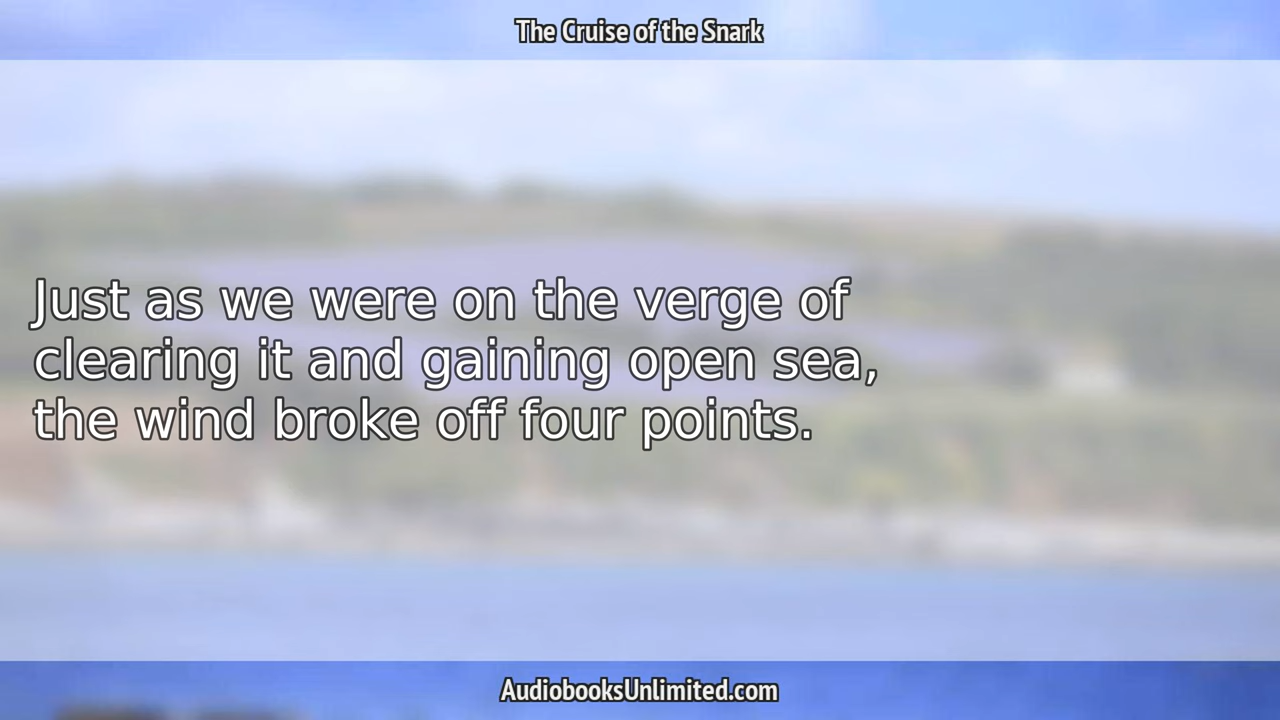 The Cruise of the Snark
Just as we were on the verge of
clearing it and gaining open sea,
the wind broke off four points.
AudiobooksUnlimited.com